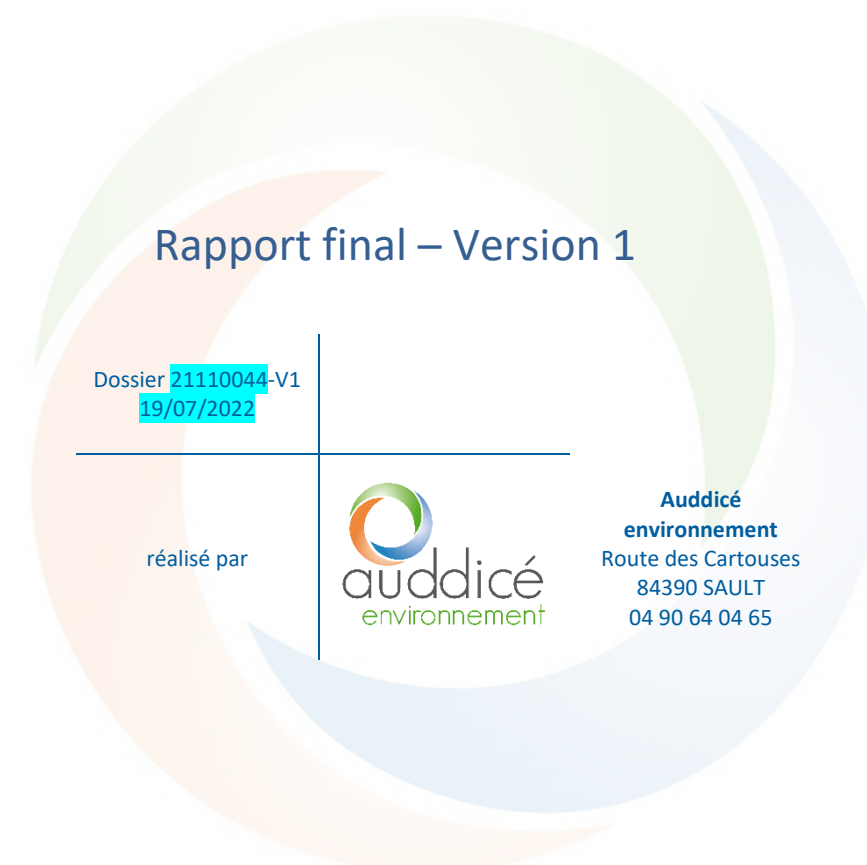 Rapport final – Version 1
Dossier 21110044-V1
19/07/2022
réalisé par
auddicé
environnement
Auddicé
environnement
Route des Cartouses
84390 SAULT
04 90 64 04 65